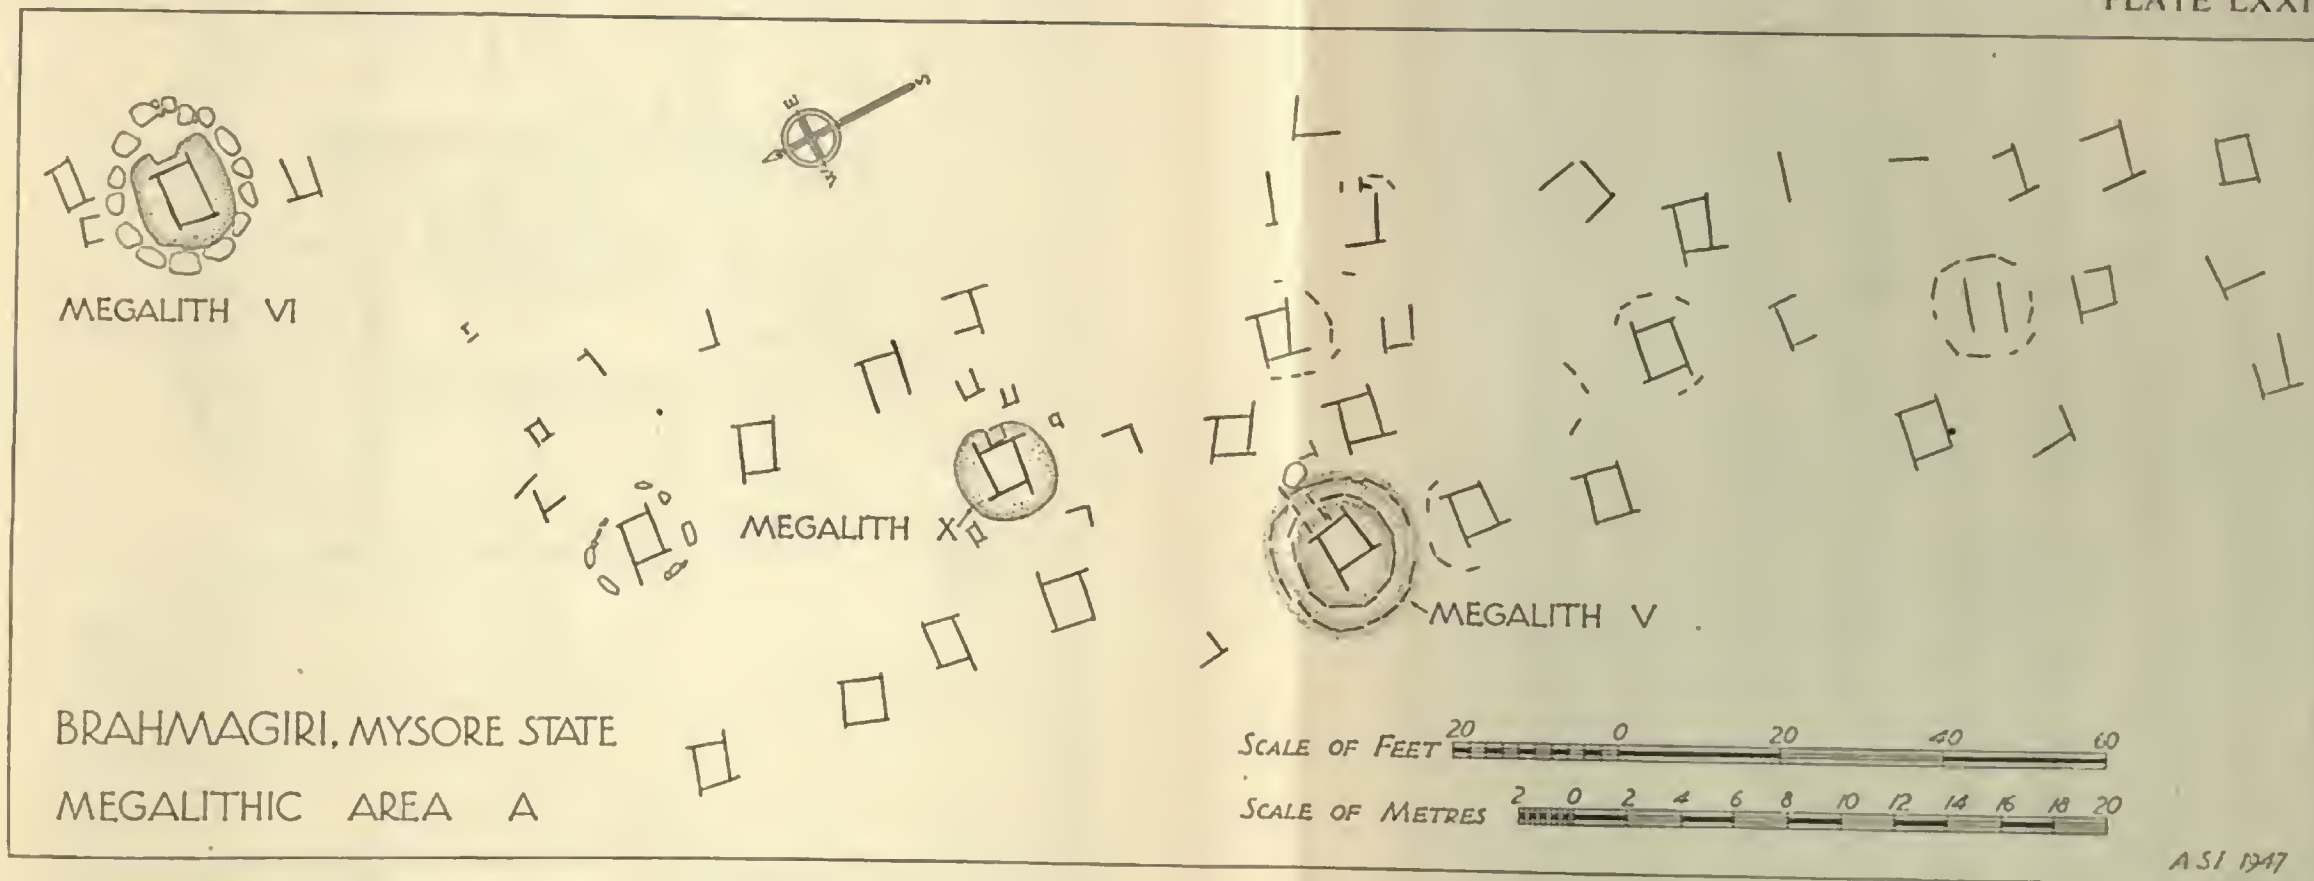 PLATE LXXI
E
S
MEGALITH VI
MEGALITH X
MEGALITH V
BRAHMAGIRI, MYSORE STATE
MEGALITHIC AREA A
SCALE OF FEET 20 0 20 40 60
SCALE OF METRES 2 0 2 4 6 8 10 12 14 16 18 20
ASI 1947